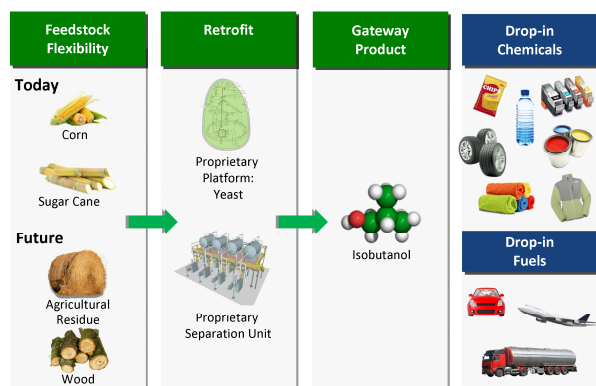 Feedstock
Flexibility
Today
Corn
Sugar Cane
Future
Agricultural
Residue
Wood
Retrofit
Proprietary
Platform:
Yeast
Proprietary
Separation Unit
Gateway
Product
Isobutanol
Drop-in
Chemicals
CHIPS
Drop-in
Fuels